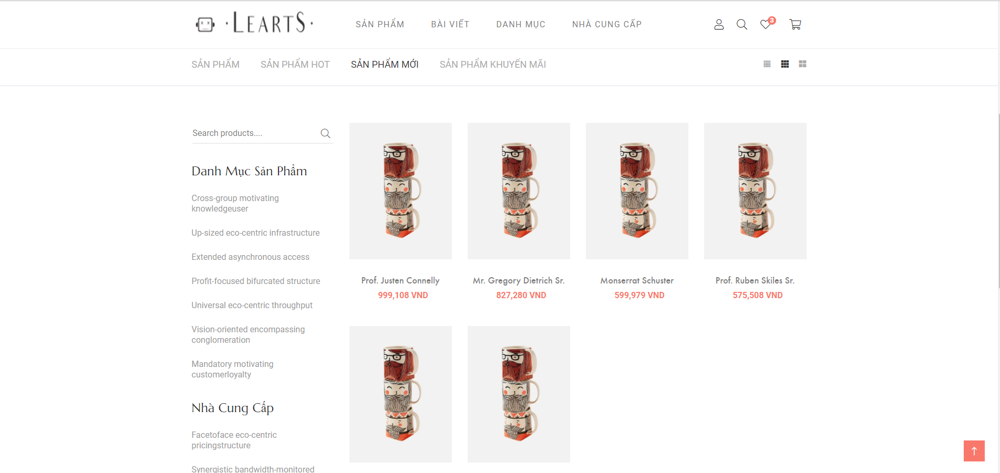 ·LEARTS·
SẢN PHẨM
BÀI VIẾT
DANH MỤC
NHÀ CUNG CẤP
3
SẢN PHẨM
SẢN PHẨM HOT
SẢN PHẨM MỚI
SẢN PHẨM KHUYẾN MÃI
Search products....
Danh Mục Sản Phẩm
Cross-group motivating
knowledgeuser
Up-sized eco-centric infrastructure
Extended asynchronous access
Profit-focused bifurcated structure
Universal eco-centric throughput
Vision-oriented encompassing
conglomeration
Mandatory motivating
customerloyalty
Nhà Cung Cấp
Facetoface eco-centric
pricingstructure
Synergistic bandwidth-monitored
Prof. Justen Connelly
999,108 VND
Mr. Gregory Dietrich Sr.
827,280 VND
Monserrat Schuster
599,979 VND
Prof. Ruben Skiles Sr.
575,508 VND